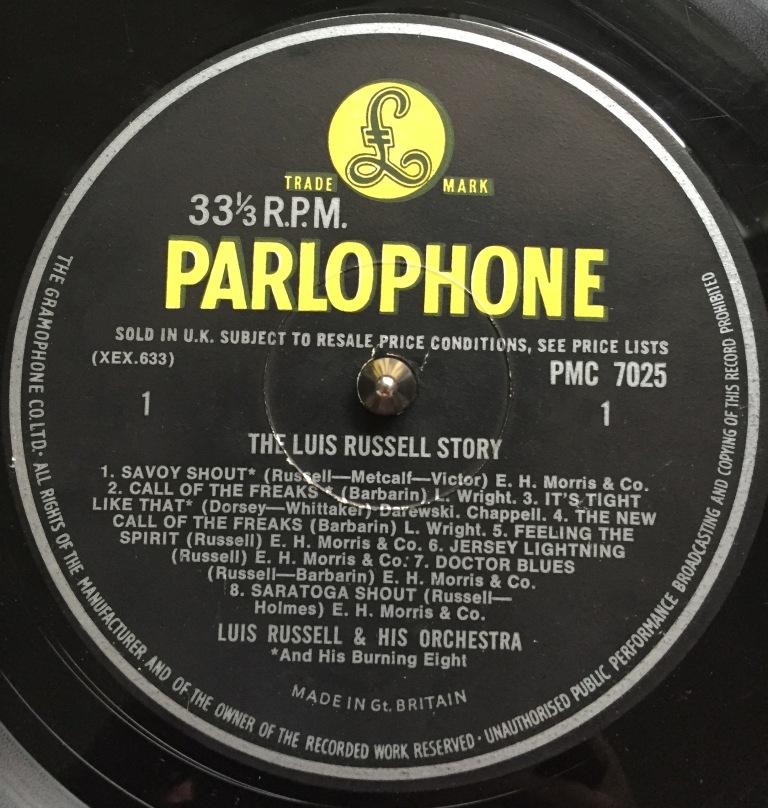 £
TRADE MARK
33⅓ R.P.M.
PARLOPHONE
SOLD IN U.K. SUBJECT TO RESALE PRICE CONDITIONS, SEE PRICE LISTS
(XEX.633)
PMC 7025
1
1
THE LUIS RUSSELL STORY
1. SAVOY SHOUT* (Russell—Metcalf—Victor) E. H. Morris & Co.
2. CALL OF THE FREAKS* (Barbarin) L. Wright. 3. IT'S TIGHT
LIKE THAT* (Dorsey—Whittaker) Darewski. Chappell. 4. THE NEW
CALL OF THE FREAKS (Barbarin) L. Wright. 5. FEELING THE
SPIRIT (Russell) E. H. Morris & Co. 6. JERSEY LIGHTNING
(Russell) E. H. Morris & Co. 7. DOCTOR BLUES
(Russell—Barbarin) E. H. Morris & Co.
8. SARATOGA SHOUT (Russell—
Holmes) E. H. Morris & Co.
LUIS RUSSELL & HIS ORCHESTRA
*And His Burning Eight
MADE IN Gt. BRITAIN
THE GRAMOPHONE CO. LTD. · ALL RIGHTS OF THE MANUFACTURER AND OF THE OWNER OF THE RECORDED WORK RESERVED · UNAUTHORISED PUBLIC PERFORMANCE BROADCASTING AND COPYING OF THIS RECORD PROHIBITED